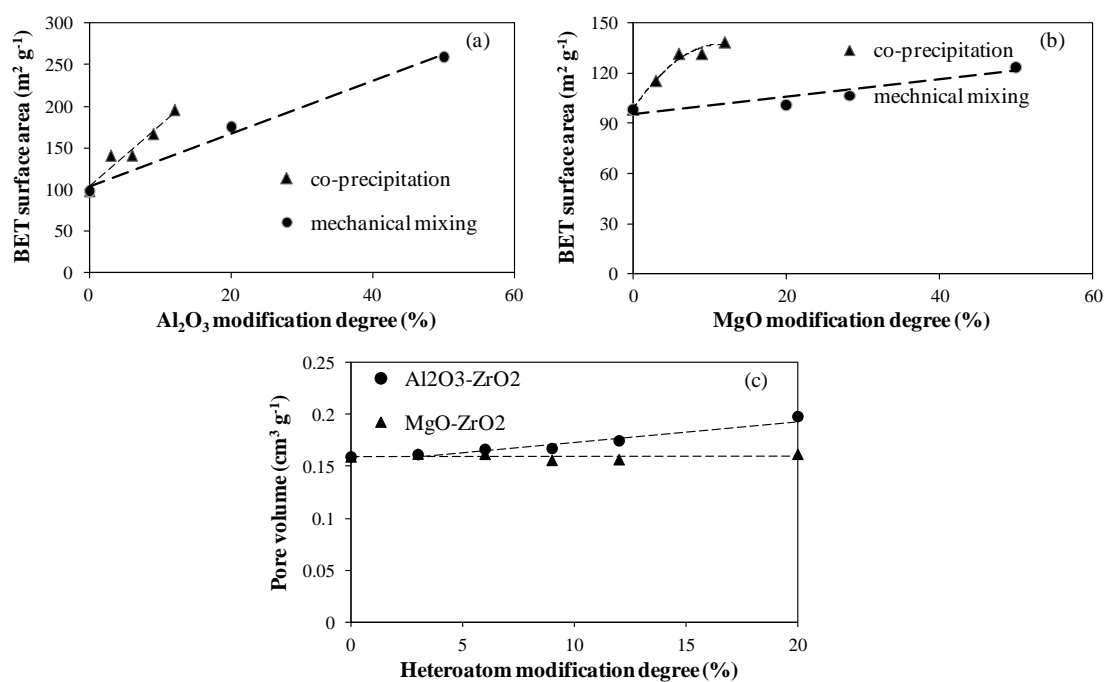 300
250
200
150
100
50
0
BET surface area (m² g⁻¹)
(a)
co-precipitation
mechanical mixing
0 20 40 60
Al₂O₃ modification degree (%)
150
120
90
60
30
0
BET surface area (m² g⁻¹)
(b)
co-precipitation
mechnical mixing
0 20 40 60
MgO modification degree (%)
0.25
0.2
0.15
0.1
0.05
0
Pore volume (cm³ g⁻¹)
(c)
Al2O3-ZrO2
MgO-ZrO2
0 5 10 15 20
Heteroatom modification degree (%)